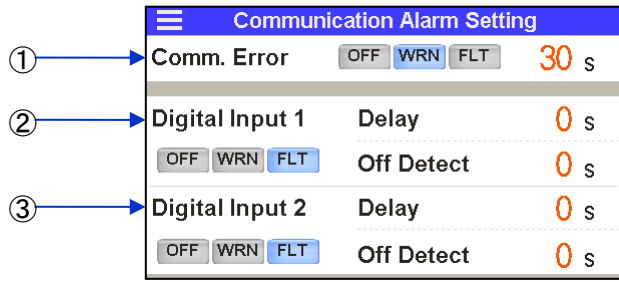 Communication Alarm Setting
① Comm. Error OFF WRN FLT 30 s
② Digital Input 1 Delay 0 s
OFF WRN FLT Off Detect 0 s
③ Digital Input 2 Delay 0 s
OFF WRN FLT Off Detect 0 s